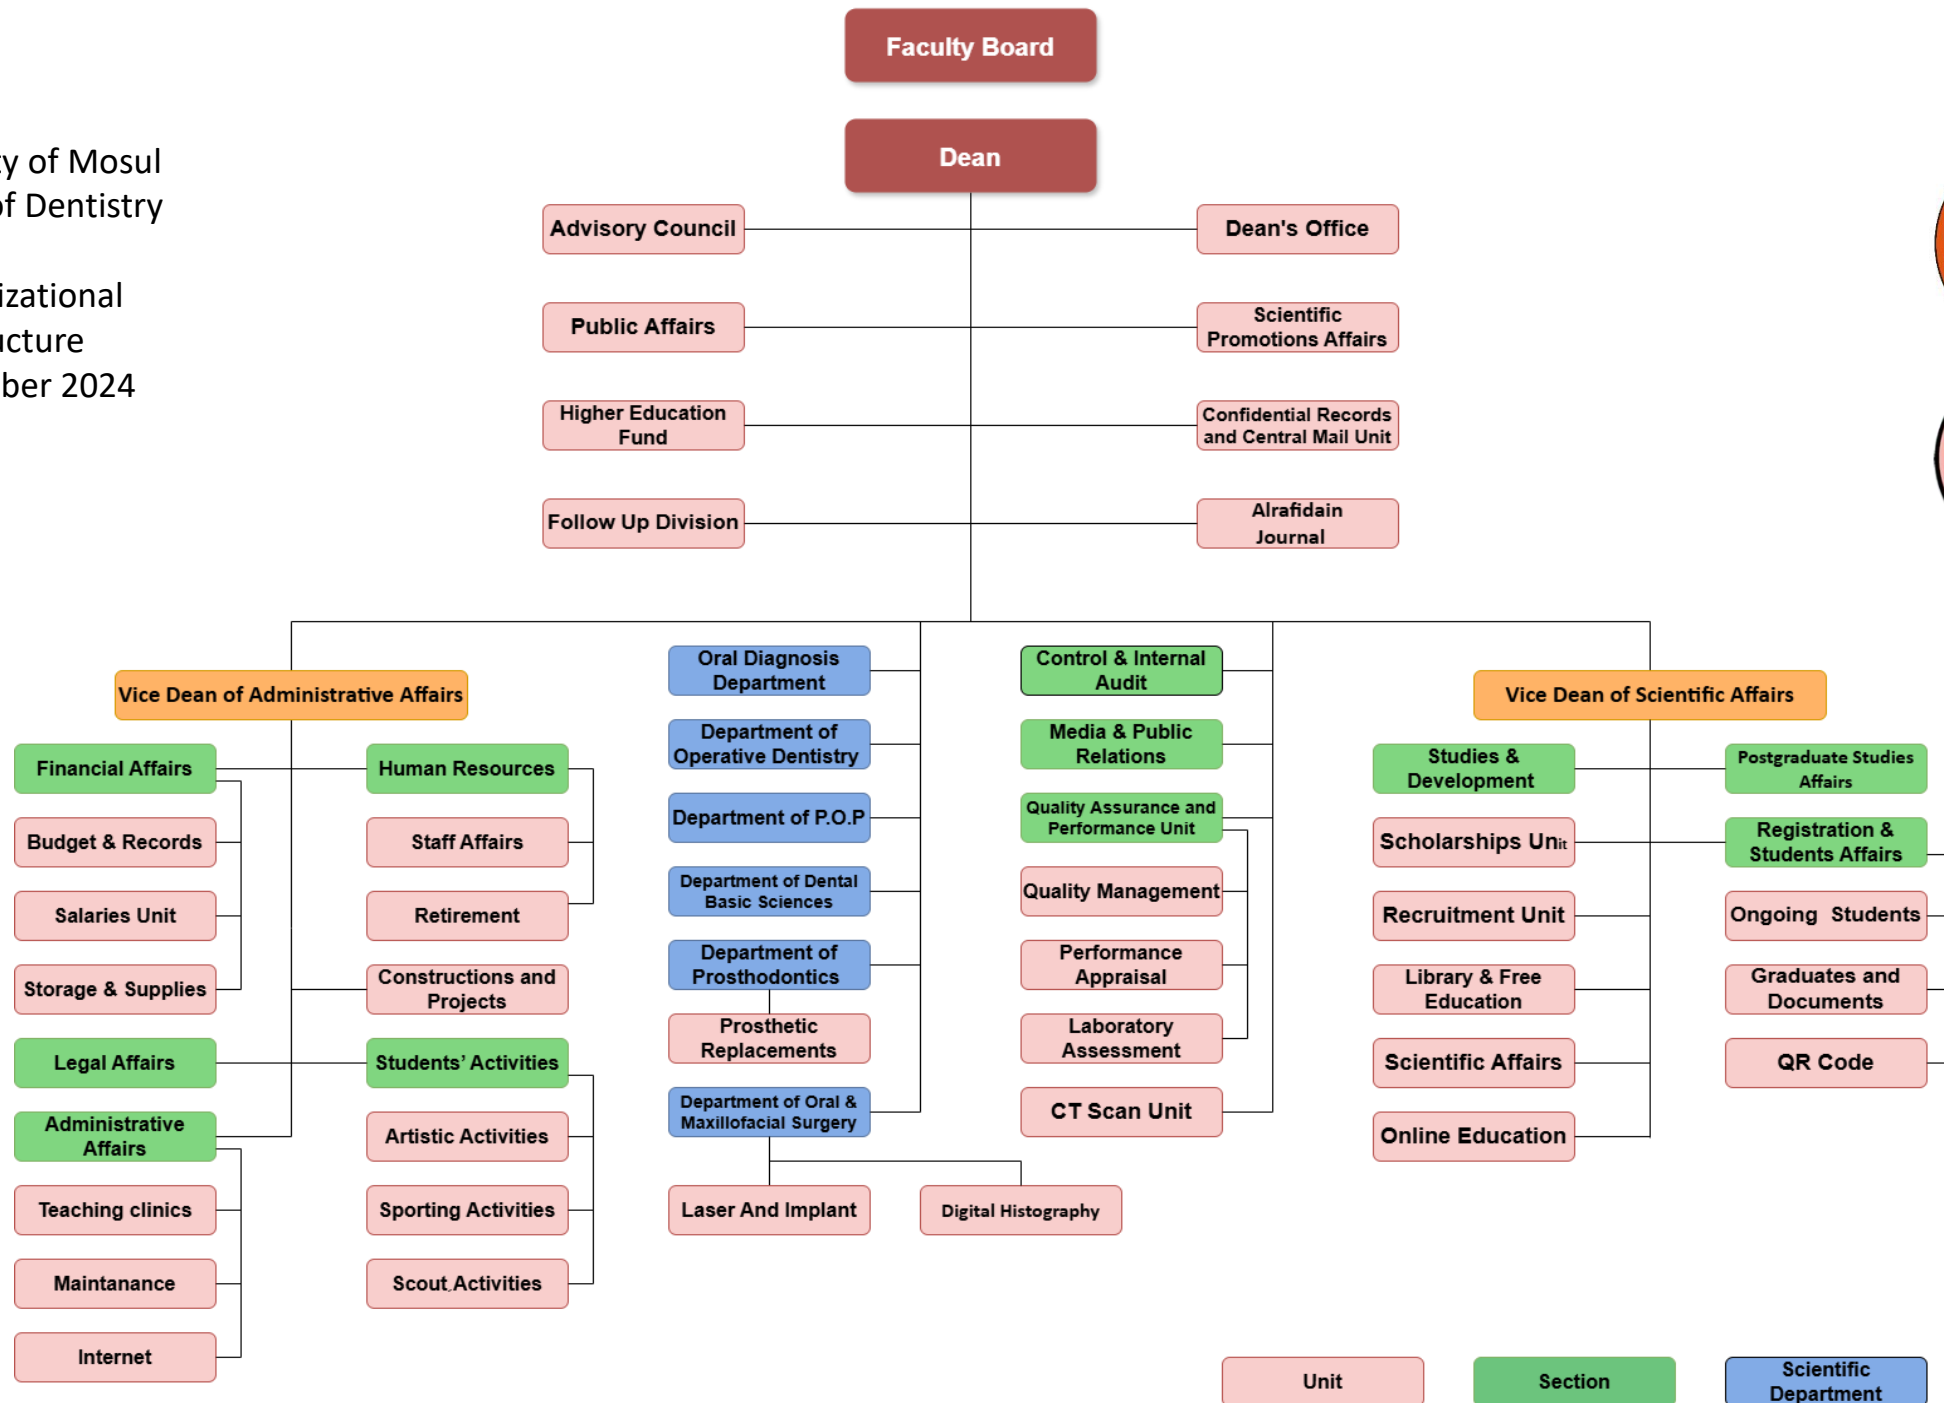 Faculty Board
Dean
ty of Mosul
of Dentistry
izational
ucture
ber 2024
Advisory Council
Dean's Office
Public Affairs
Scientific
Promotions Affairs
Higher Education
Fund
Confidential Records
and Central Mail Unit
Follow Up Division
Alrafidain
Journal
Vice Dean of Administrative Affairs
Financial Affairs
Budget & Records
Salaries Unit
Storage & Supplies
Legal Affairs
Administrative
Affairs
Teaching clinics
Maintanance
Internet
Human Resources
Staff Affairs
Retirement
Constructions and
Projects
Students’ Activities
Artistic Activities
Sporting Activities
Scout Activities
Oral Diagnosis
Department
Department of
Operative Dentistry
Department of P.O.P
Department of Dental
Basic Sciences
Department of
Prosthodontics
Prosthetic
Replacements
Department of Oral &
Maxillofacial Surgery
Laser And Implant
Digital Histography
Control & Internal
Audit
Media & Public
Relations
Quality Assurance and
Performance Unit
Quality Management
Performance
Appraisal
Laboratory
Assessment
CT Scan Unit
Vice Dean of Scientific Affairs
Studies &
Development
Scholarships Unit
Recruitment Unit
Library & Free
Education
Scientific Affairs
Online Education
Postgraduate Studies
Affairs
Registration &
Students Affairs
Ongoing Students
Graduates and
Documents
QR Code
Unit
Section
Scientific
Department